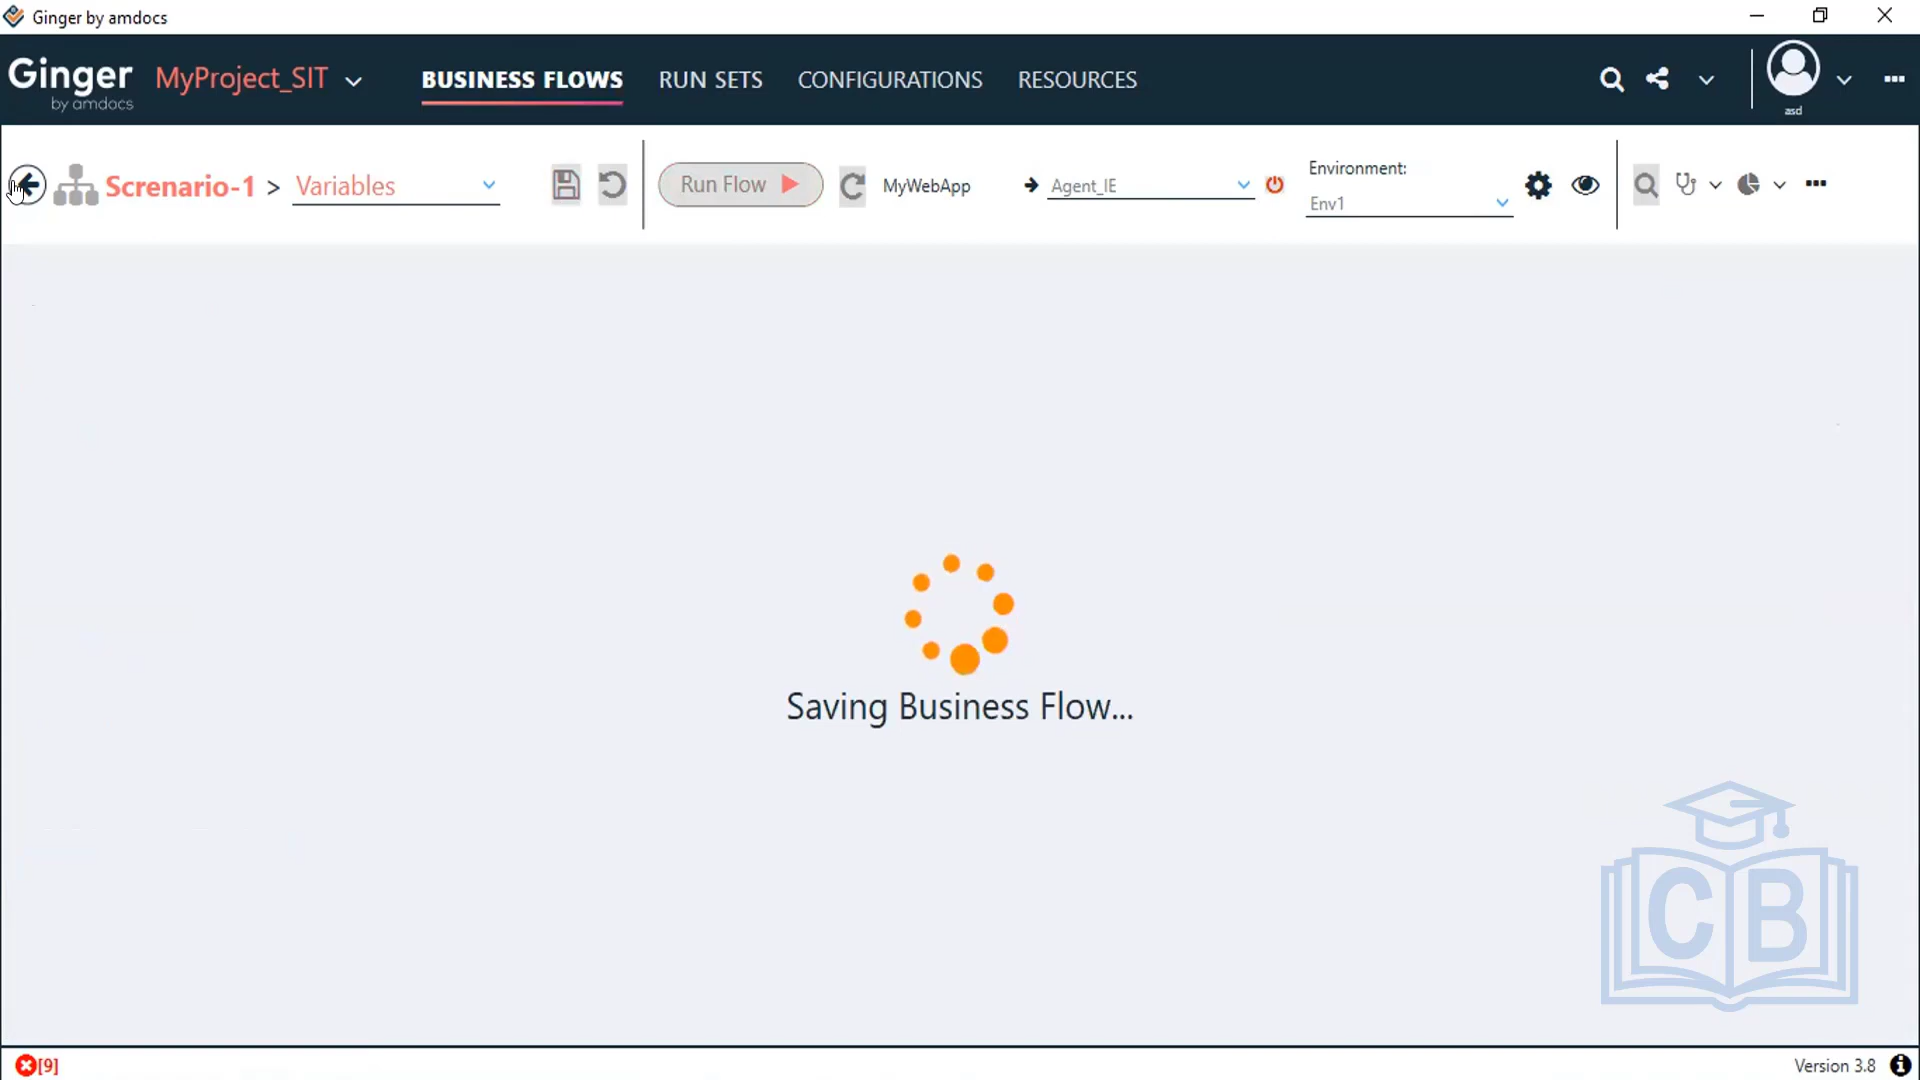 Ginger by amdocs
Ginger
by amdocs
MyProject_SIT
BUSINESS FLOWS
RUN SETS
CONFIGURATIONS
RESOURCES
asd
Screnario-1 > Variables
Run Flow
MyWebApp
Agent_IE
Environment:
Env1
Saving Business Flow...
CB
[9]
Version 3.8